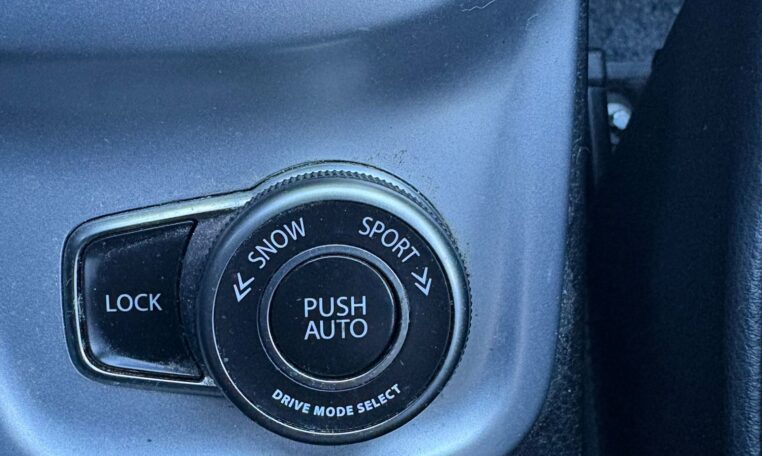 SNOW
SPORT
LOCK
PUSH
AUTO
DRIVE MODE SELECT